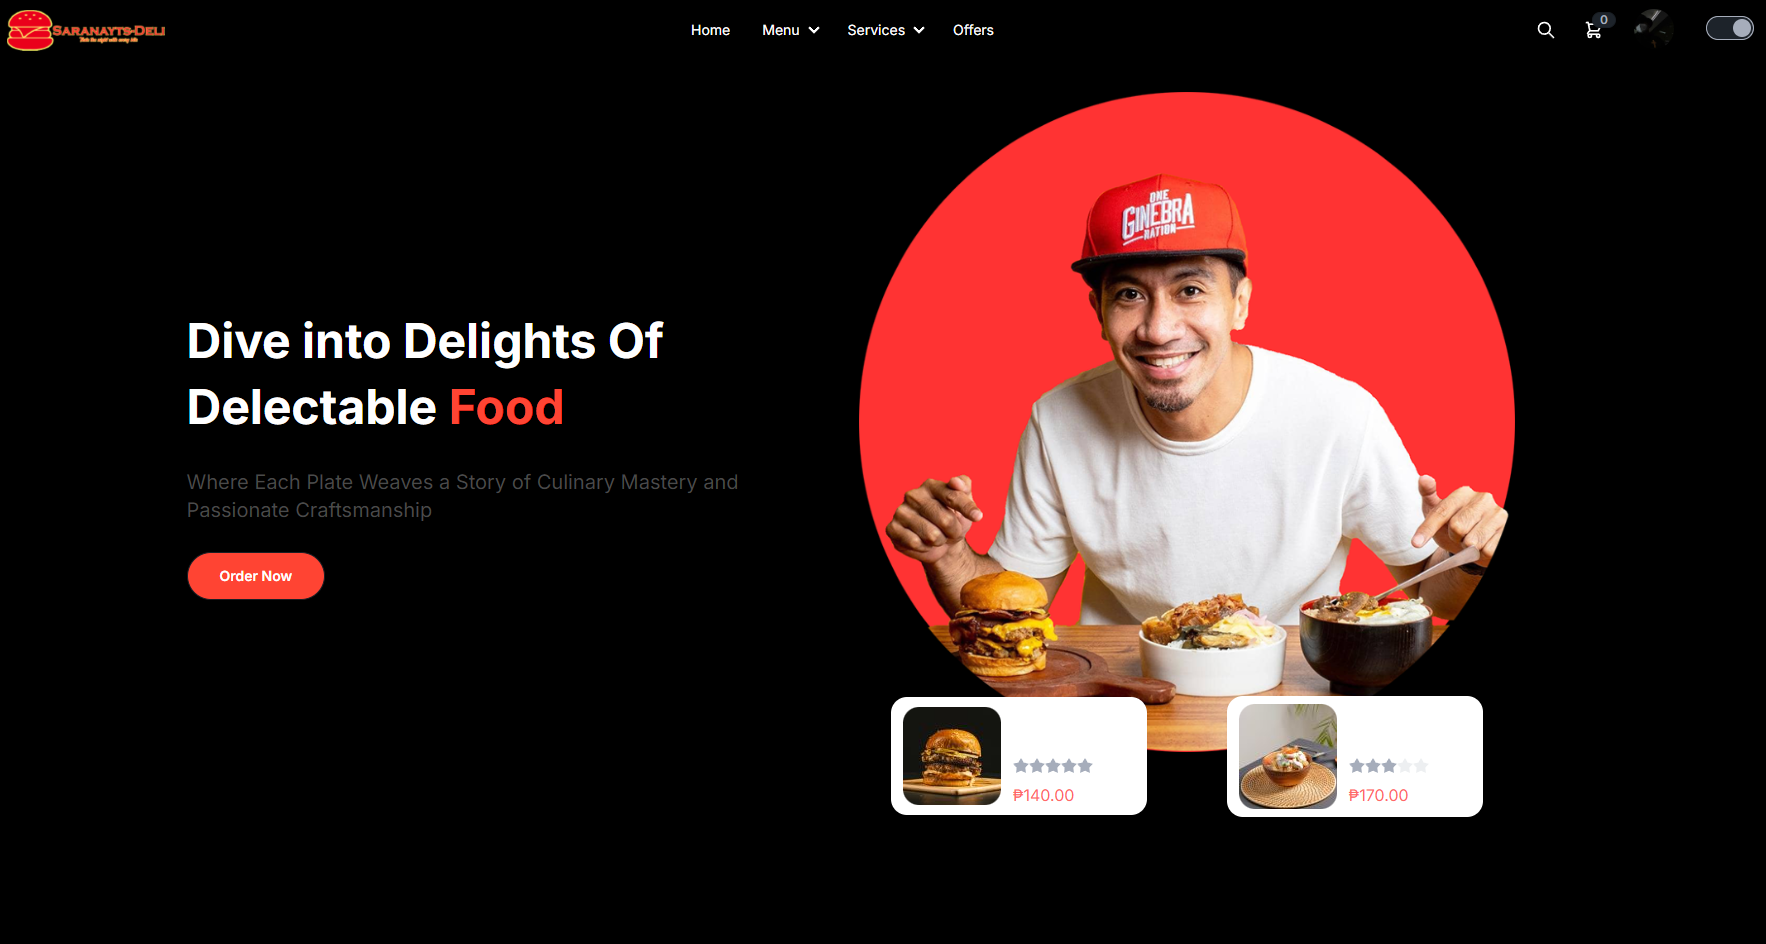 SARANAYTS-DELI
Home
Menu
Services
Offers
0
ONE
GINEBRA
NATION
Dive into Delights Of
Delectable Food
Where Each Plate Weaves a Story of Culinary Mastery and
Passionate Craftsmanship
Order Now
₱140.00
₱170.00